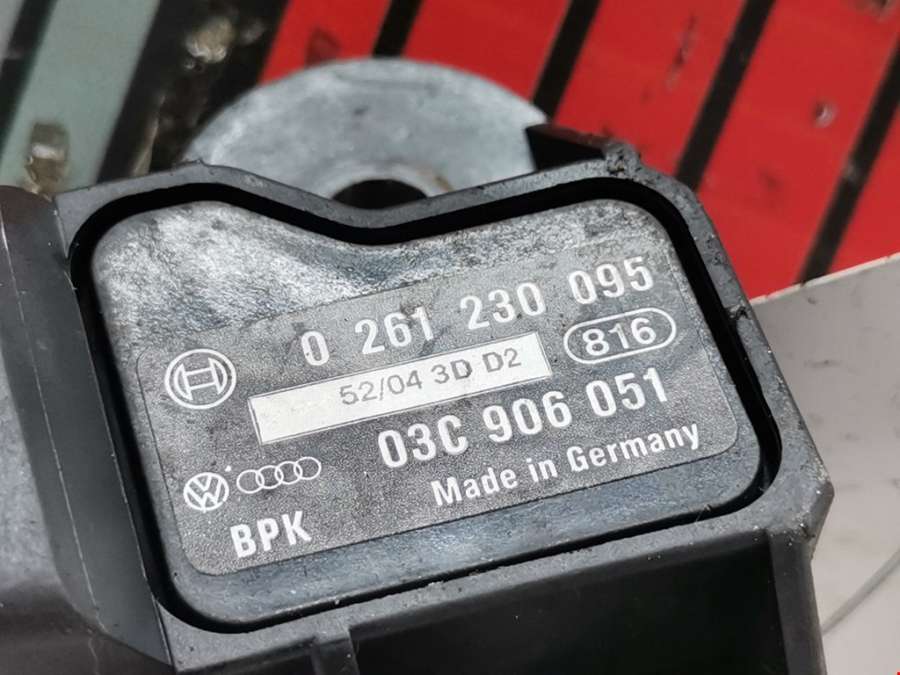 0 261 230 095
52/04 3D D2
816
03C 906 051
Made in Germany
BPK